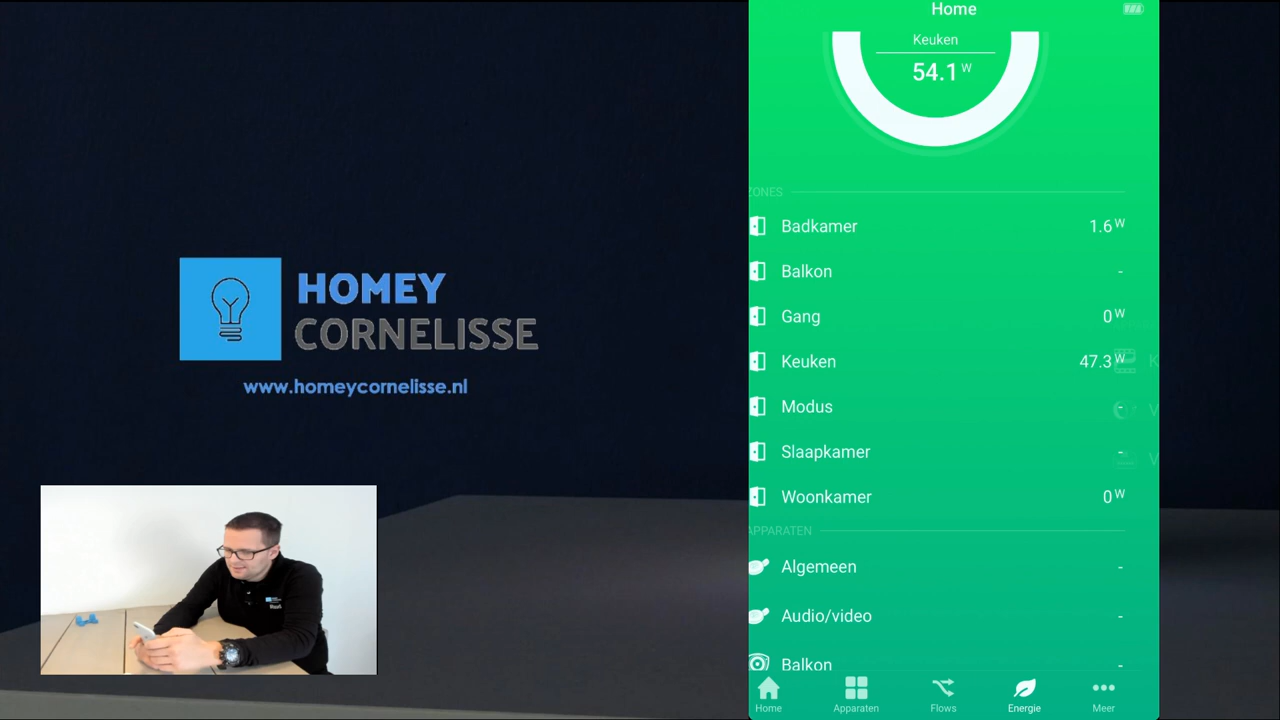 HOMEY
CORNELISSE
www.homeycornelisse.nl
Home
Keuken
54.1 W
ZONES
Badkamer 1.6 W
Balkon -
Gang 0 W
Keuken 47.3 W
K
Modus -
V
Slaapkamer -
V
Woonkamer 0 W
APPARATEN
Algemeen -
Audio/video -
Balkon -
Home Apparaten Flows Energie Meer